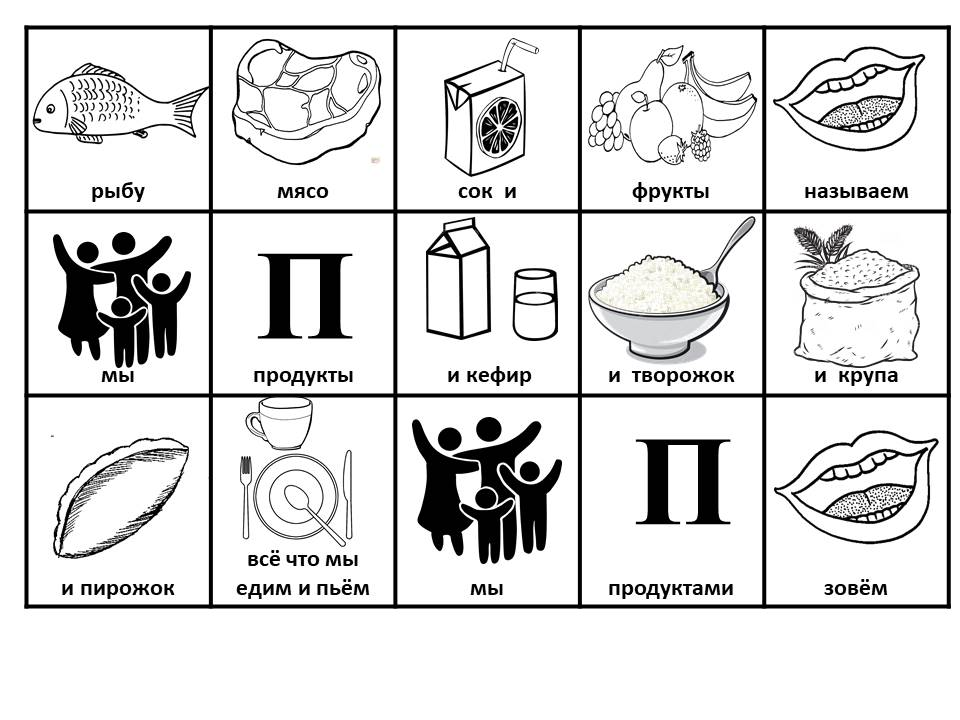 рыбу
мясо
сок и
фрукты
называем
мы
П
продукты
и кефир
и творожок
и крупа
и пирожок
всё что мы
едим и пьём
мы
П
продуктами
зовём